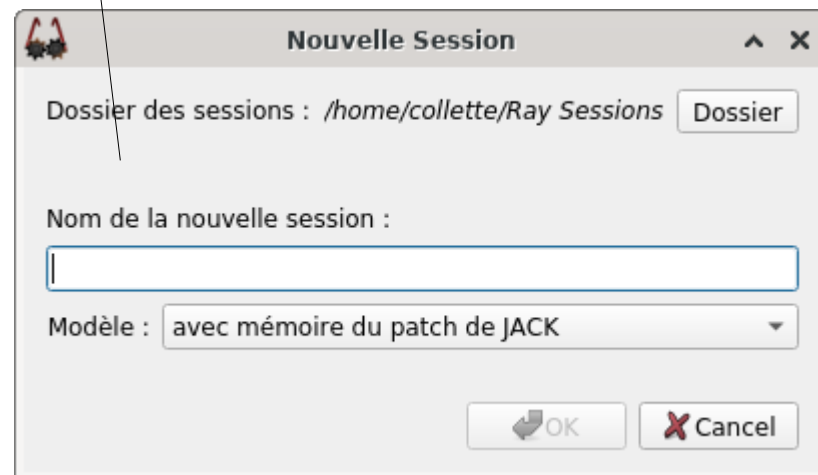 Nouvelle Session
Dossier des sessions : /home/collette/Ray Sessions Dossier
Nom de la nouvelle session :
Modèle : avec mémoire du patch de JACK
OK Cancel